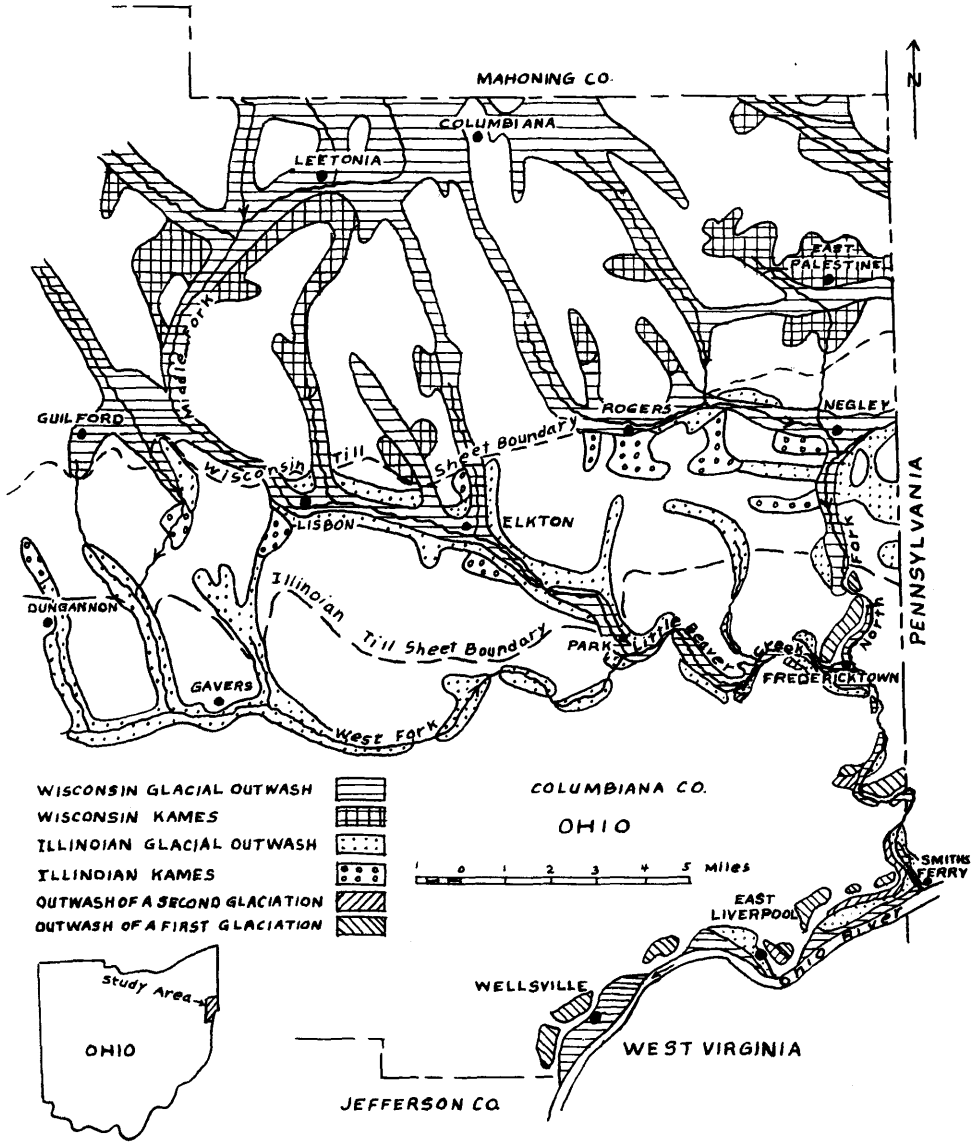 MAHONING CO.
N
COLUMBIANA
LEETONIA
EAST
PALESTINE
Middle Fork
GUILFORD
ROGERS
NEGLEY
Wisconsin Till Sheet Boundary
LISBON
ELKTON
PENNSYLVANIA
North Fork
DUNGANNON
Illinoian
Till Sheet Boundary
PARK
Little Beaver Creek
FREDERICKTOWN
GAVERS
West Fork
WISCONSIN GLACIAL OUTWASH
WISCONSIN KAMES
ILLINOIAN GLACIAL OUTWASH
ILLINOIAN KAMES
OUTWASH OF A SECOND GLACIATION
OUTWASH OF A FIRST GLACIATION
COLUMBIANA CO.
OHIO
1 0 1 2 3 4 5 Miles
SMITHS
FERRY
EAST
LIVERPOOL
Ohio River
WELLSVILLE
WEST VIRGINIA
Study Area
OHIO
JEFFERSON CO.